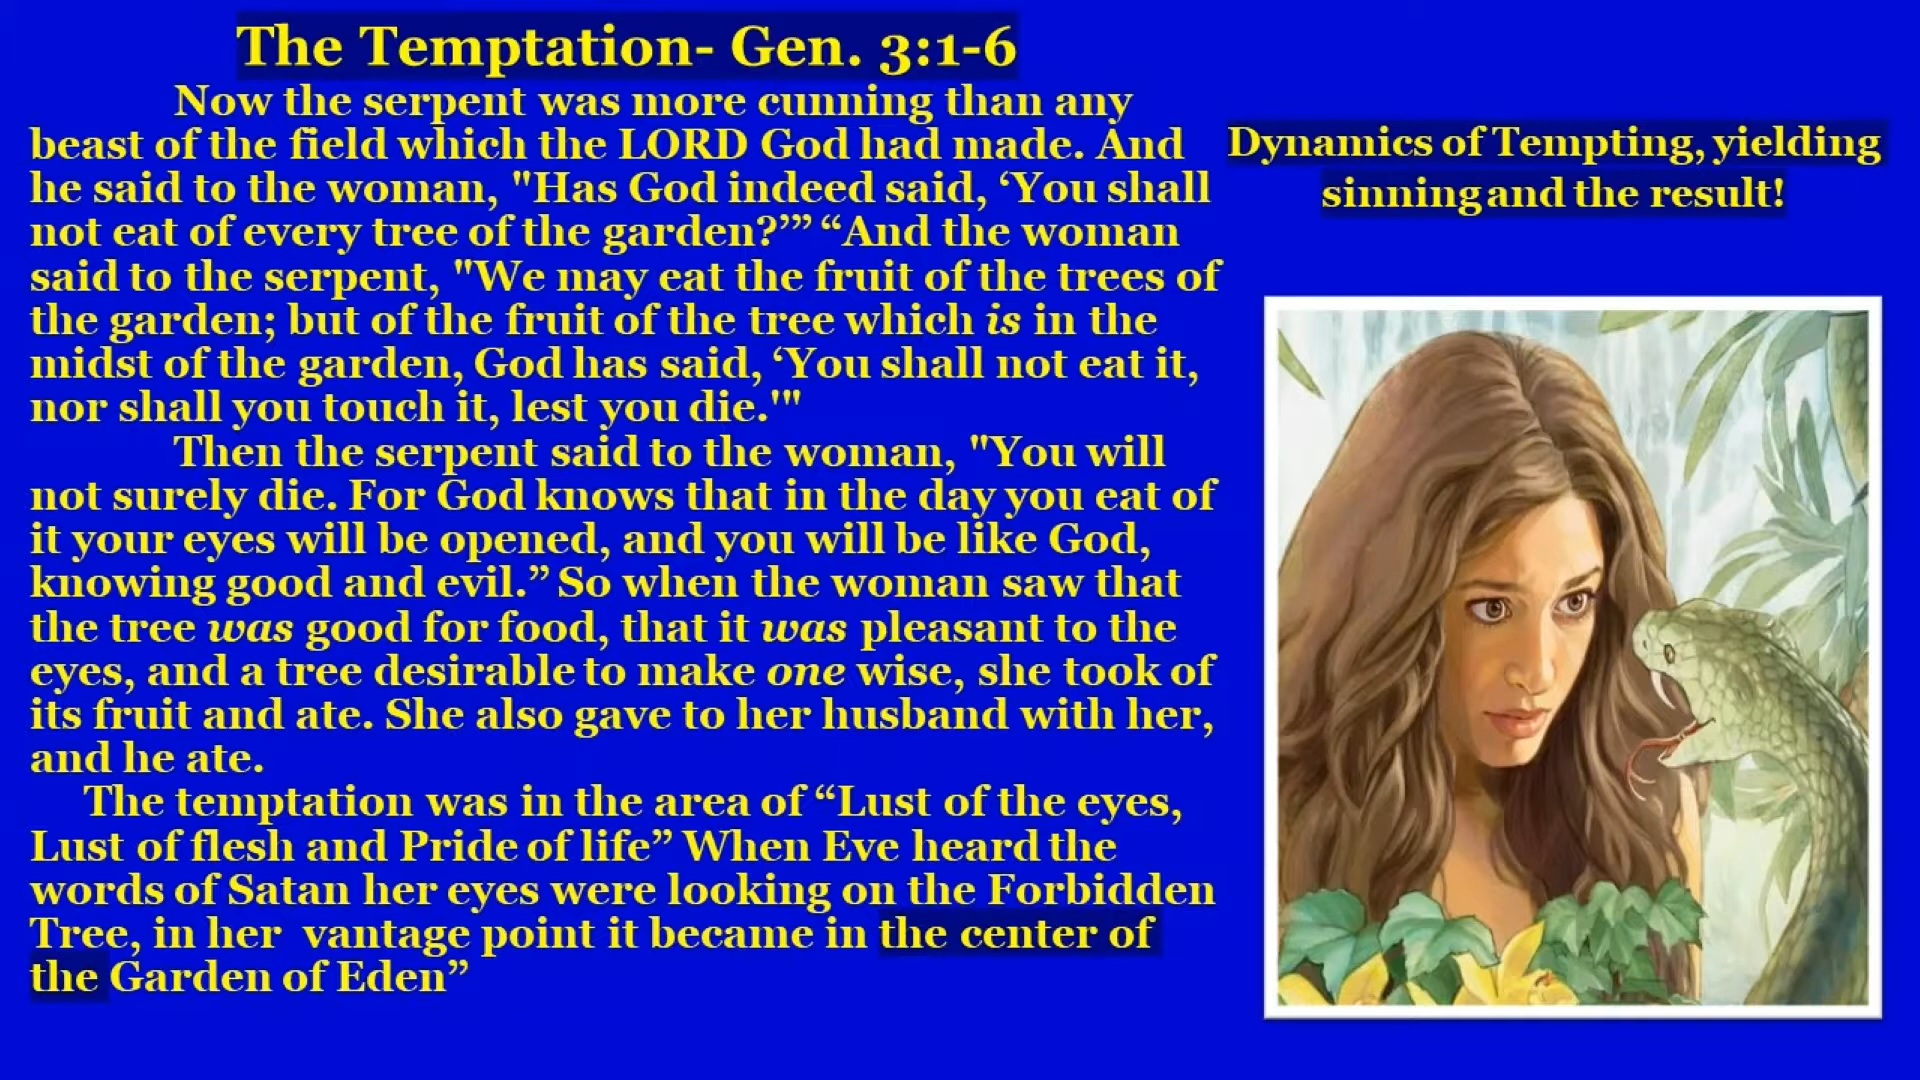 The Temptation- Gen. 3:1-6
Now the serpent was more cunning than any
beast of the field which the LORD God had made. And
he said to the woman, "Has God indeed said, ‘You shall
not eat of every tree of the garden?’” “And the woman
said to the serpent, "We may eat the fruit of the trees of
the garden; but of the fruit of the tree which is in the
midst of the garden, God has said, ‘You shall not eat it,
nor shall you touch it, lest you die.'"
Then the serpent said to the woman, "You will
not surely die. For God knows that in the day you eat of
it your eyes will be opened, and you will be like God,
knowing good and evil.” So when the woman saw that
the tree was good for food, that it was pleasant to the
eyes, and a tree desirable to make one wise, she took of
its fruit and ate. She also gave to her husband with her,
and he ate.
The temptation was in the area of “Lust of the eyes,
Lust of flesh and Pride of life” When Eve heard the
words of Satan her eyes were looking on the Forbidden
Tree, in her  vantage point it became in the center of
the Garden of Eden”
Dynamics of Tempting, yielding
sinning and the result!